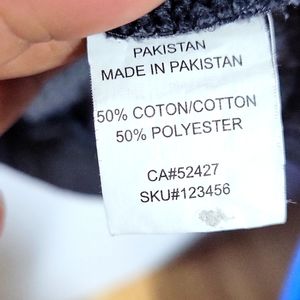 PAKISTAN
MADE IN PAKISTAN
50% COTON/COTTON
50% POLYESTER
CA#52427
SKU#123456